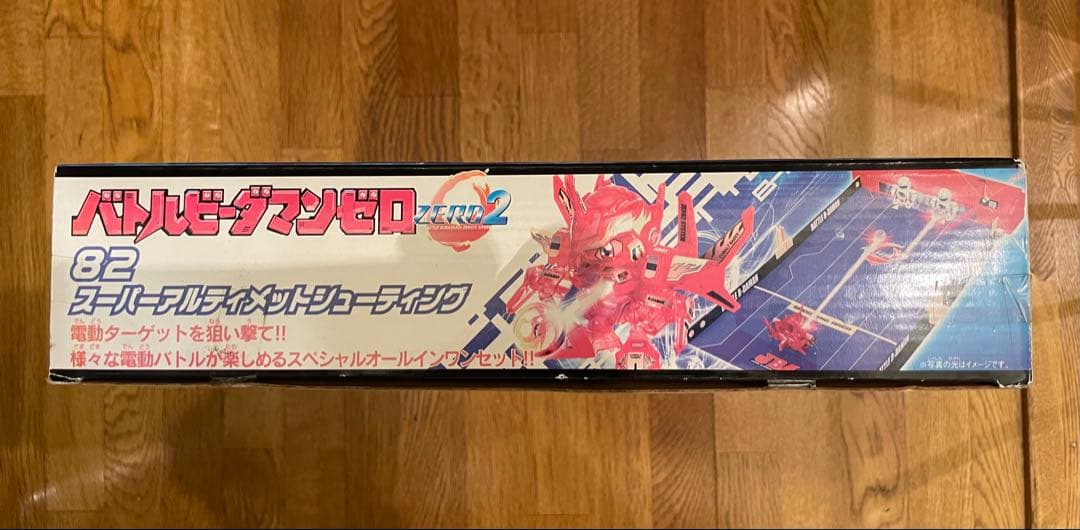 バトルビーダマンゼロ ZERO2
82
スーパーアルティメットシューティング
電動ターゲットを狙い撃て!!
様々な電動バトルが楽しめるスペシャルオールインワンセット!!
※写真の光はイメージです。